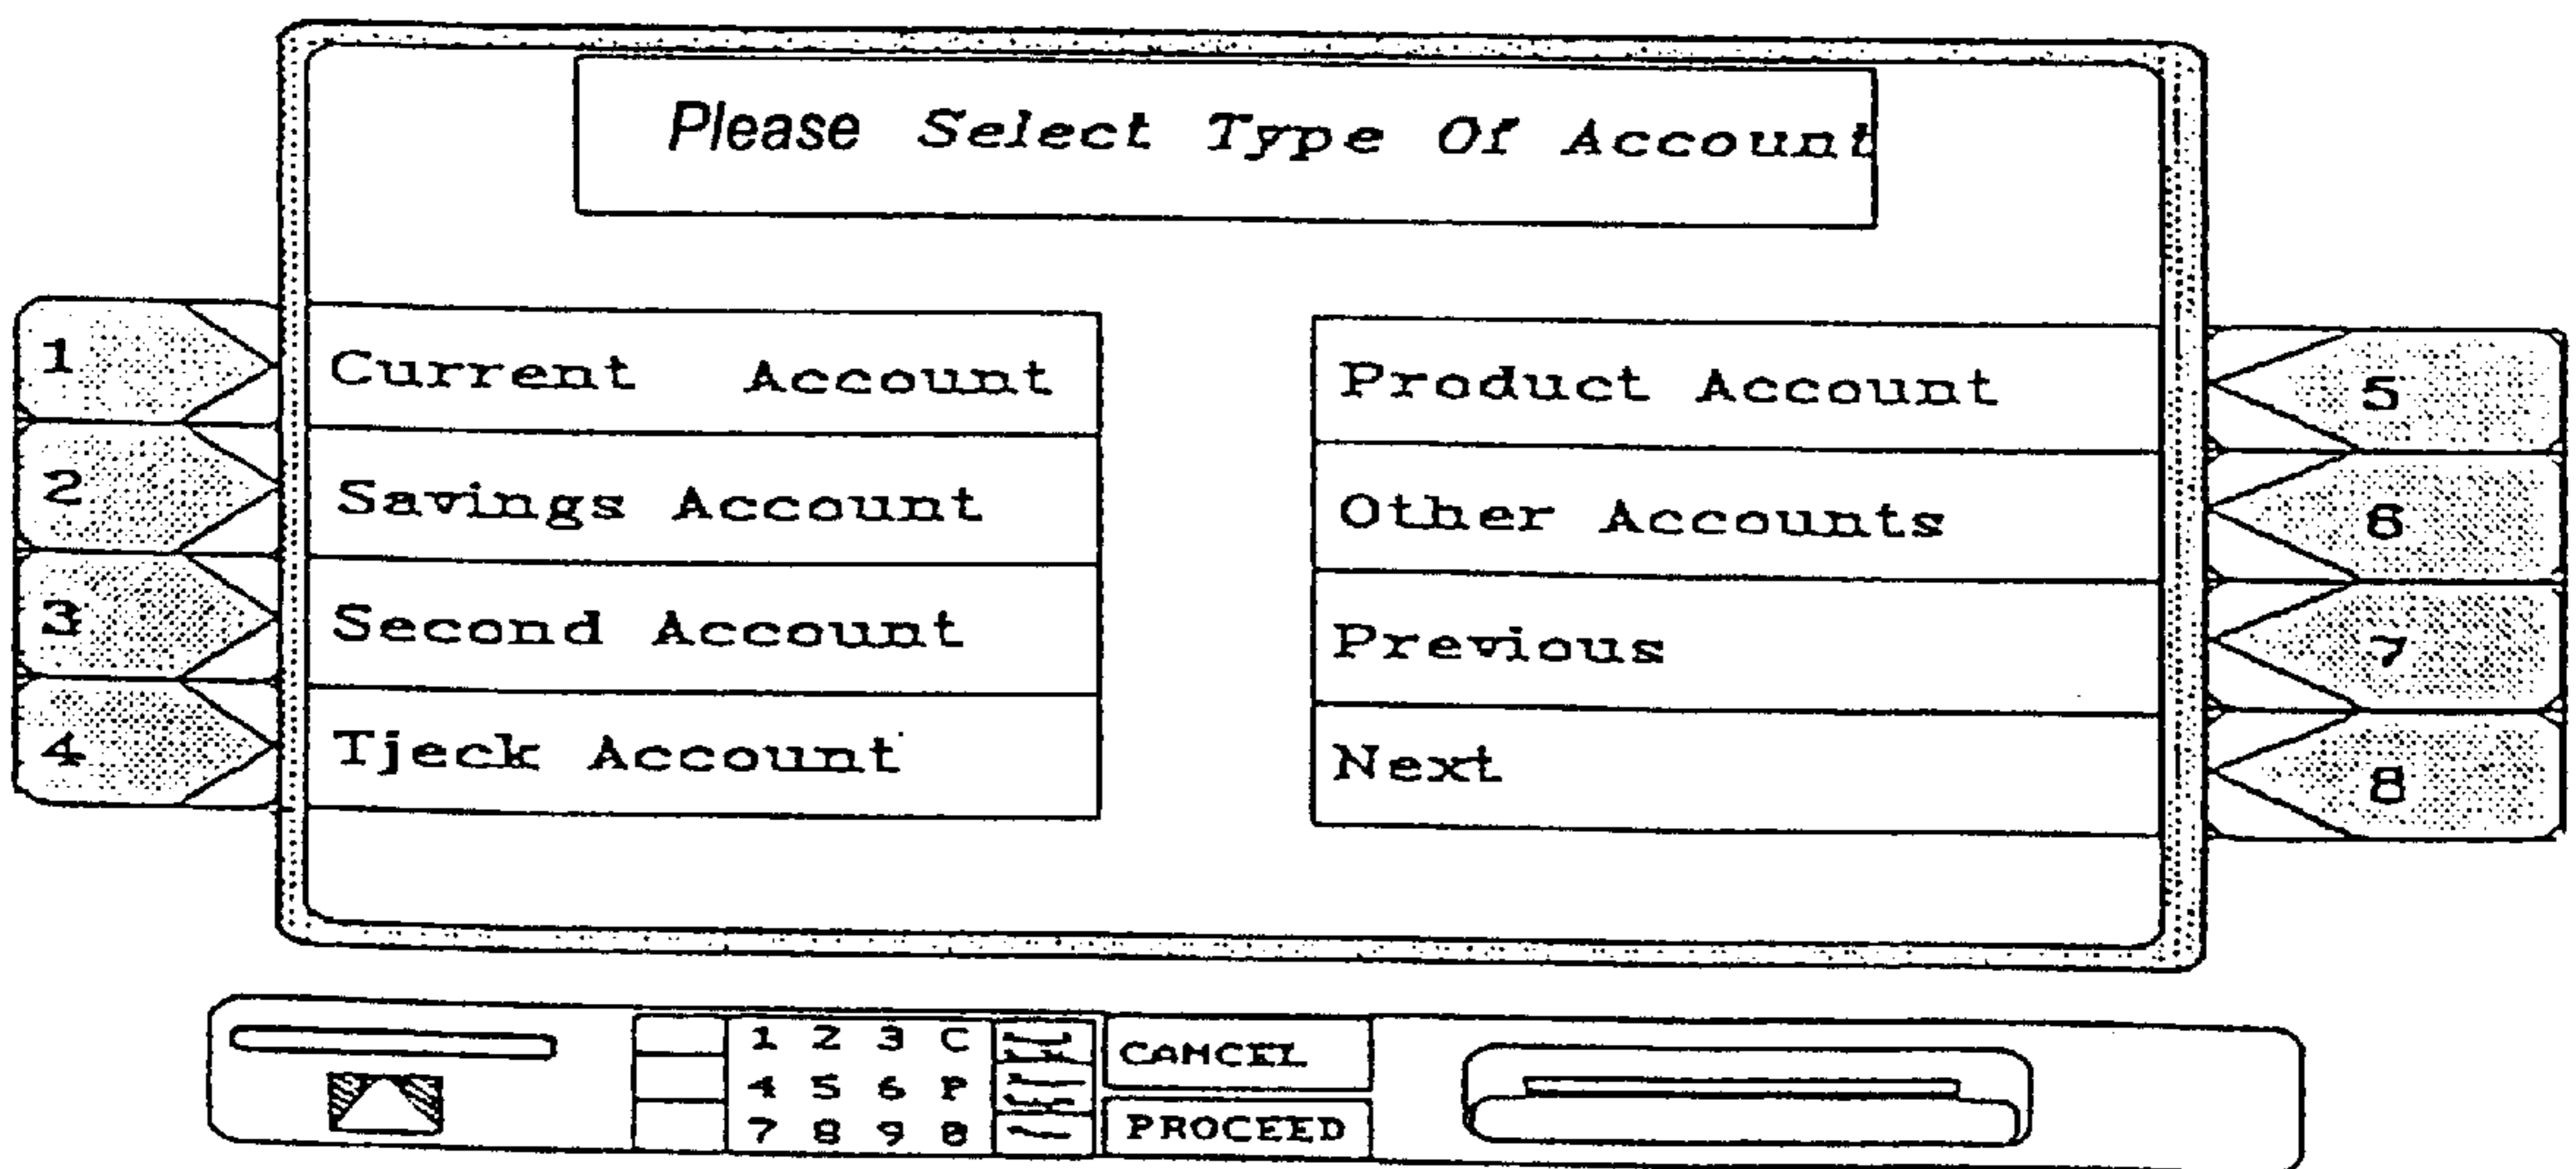 Please Select Type Of Account
1 Current Account
2 Savings Account
3 Second Account
4 Tjeck Account
Product Account 5
Other Accounts 6
Previous 7
Next 8
1 2 3 C
4 5 6 P
7 8 9 0
CANCEL
PROCEED